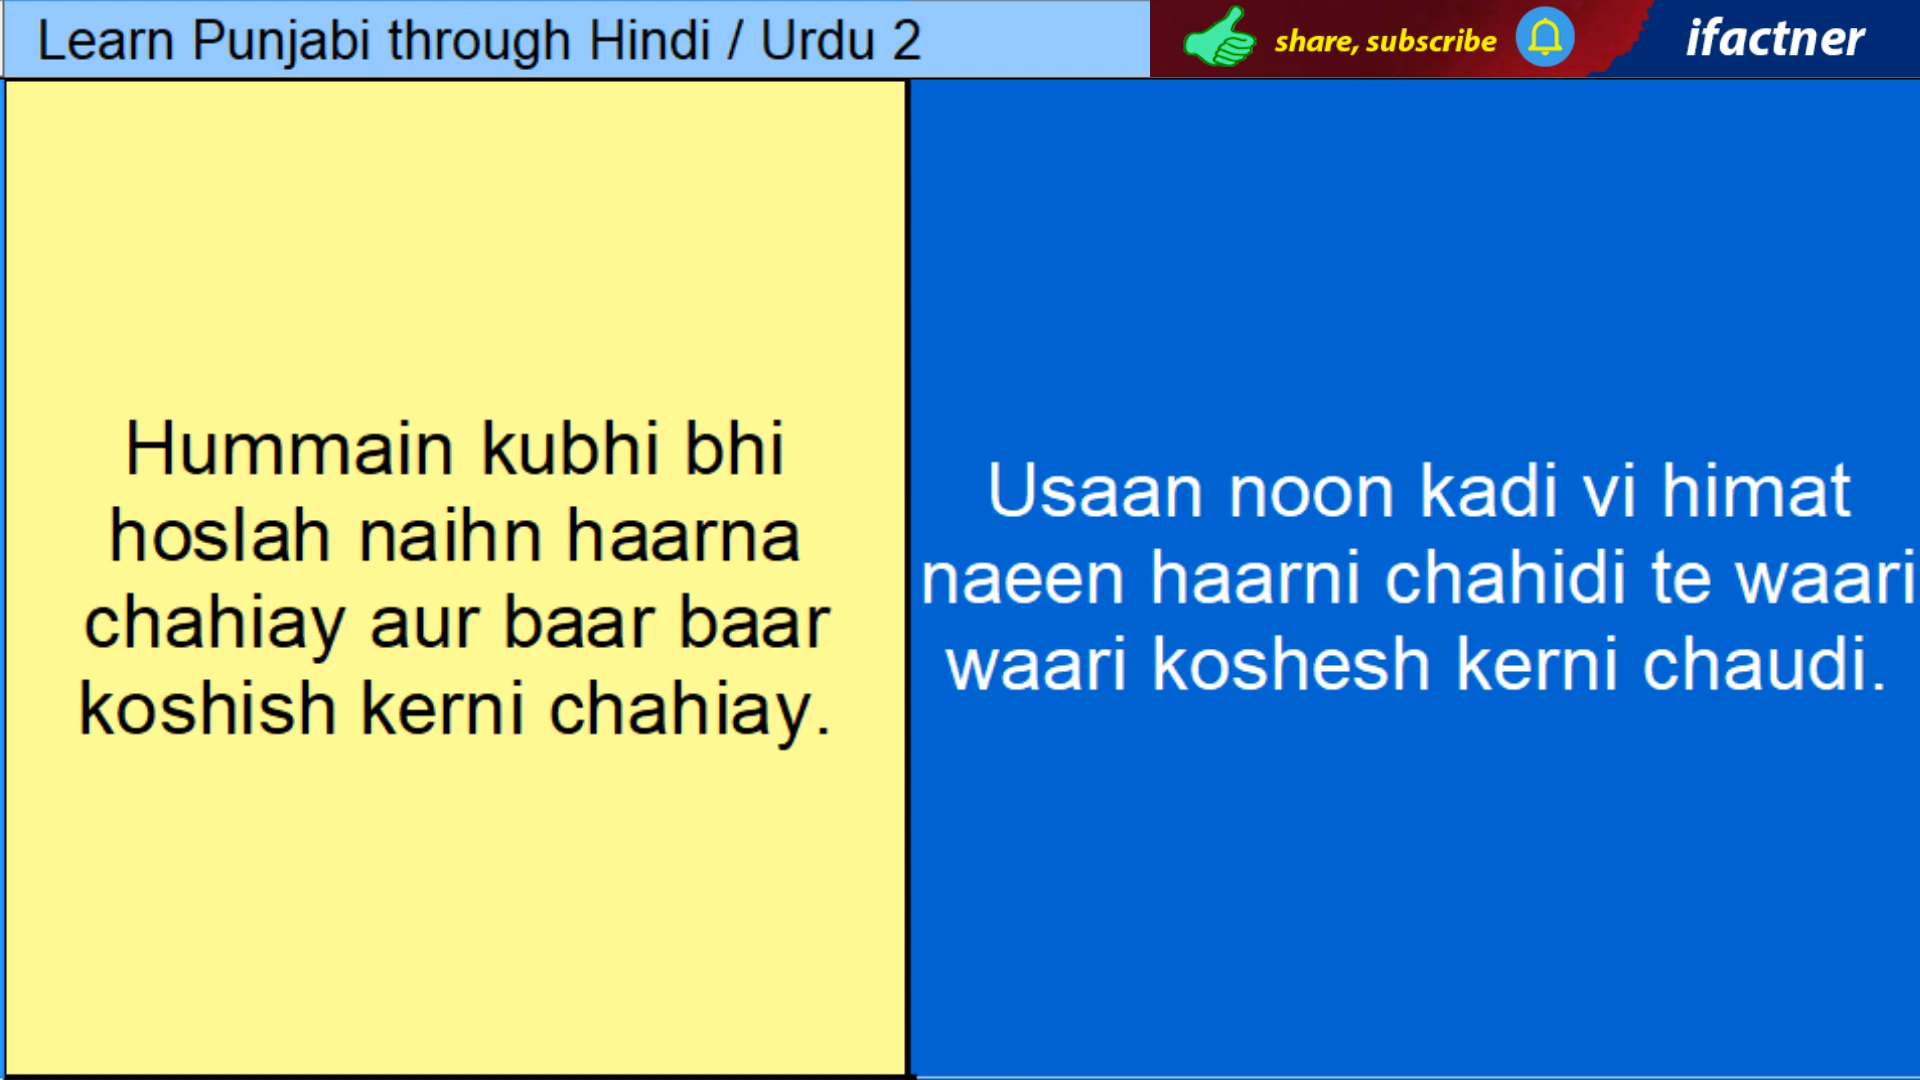 Learn Punjabi through Hindi / Urdu 2
share, subscribe
ifactner
Hummain kubhi bhi
hoslah naihn haarna
chahiay aur baar baar
koshish kerni chahiay.
Usaan noon kadi vi himat
naeen haarni chahidi te waari
waari koshesh kerni chaudi.